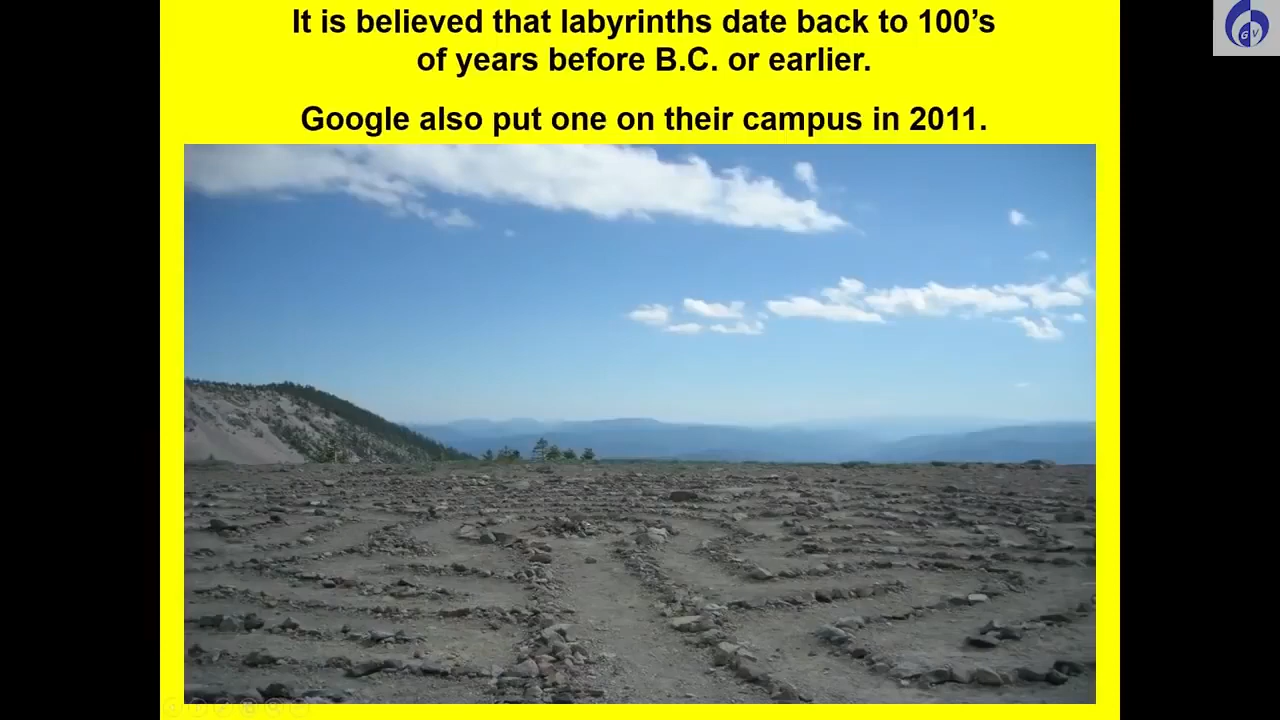 It is believed that labyrinths date back to 100’s
of years before B.C. or earlier.
Google also put one on their campus in 2011.
G V